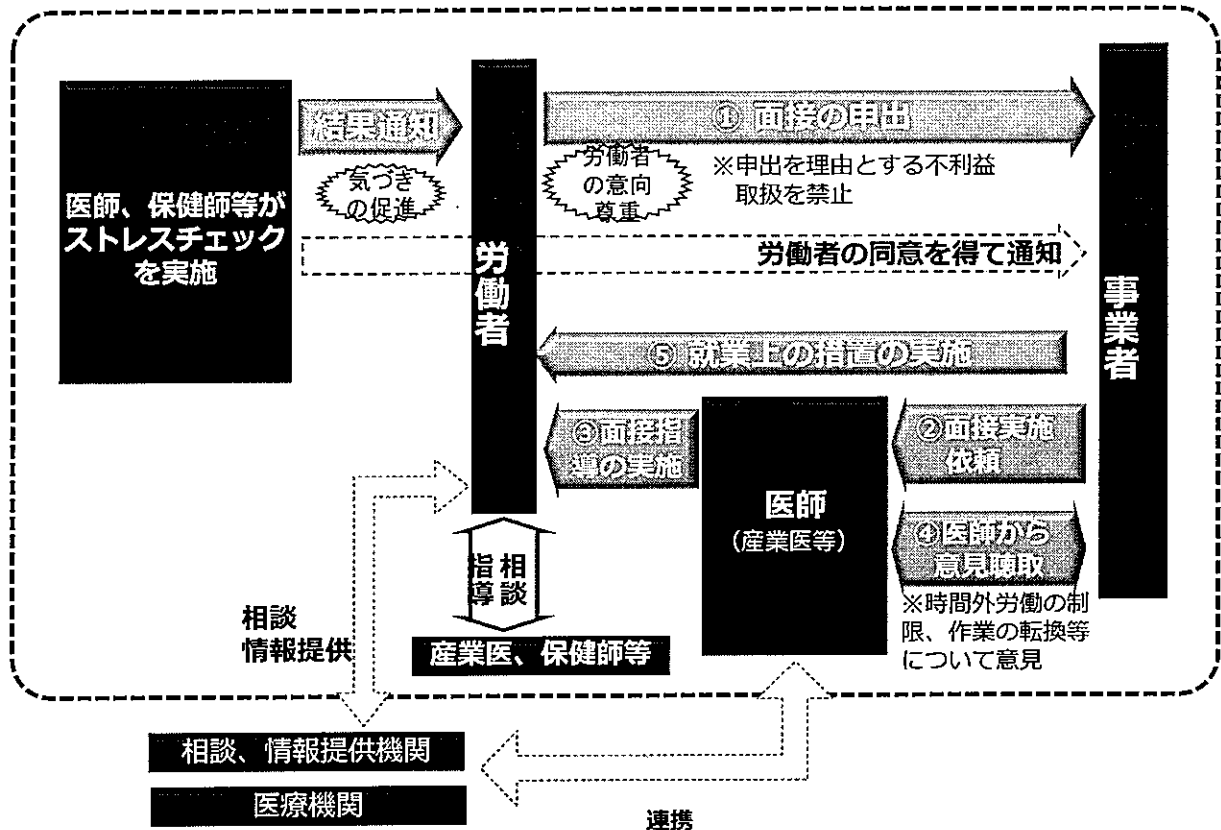 医師、保健師等が
ストレスチェック
を実施
結果通知
気づき
の促進
労働者
① 面接の申出
労働者
の意向
尊重
※申出を理由とする不利益
取扱を禁止
労働者の同意を得て通知
事業者
⑤ 就業上の措置の実施
③面接指
導の実施
医師
(産業医等)
②面接実施
依頼
④医師から
意見聴取
※時間外労働の制
限、作業の転換等
について意見
相談
指導
産業医、保健師等
相談
情報提供
相談、情報提供機関
医療機関
連携